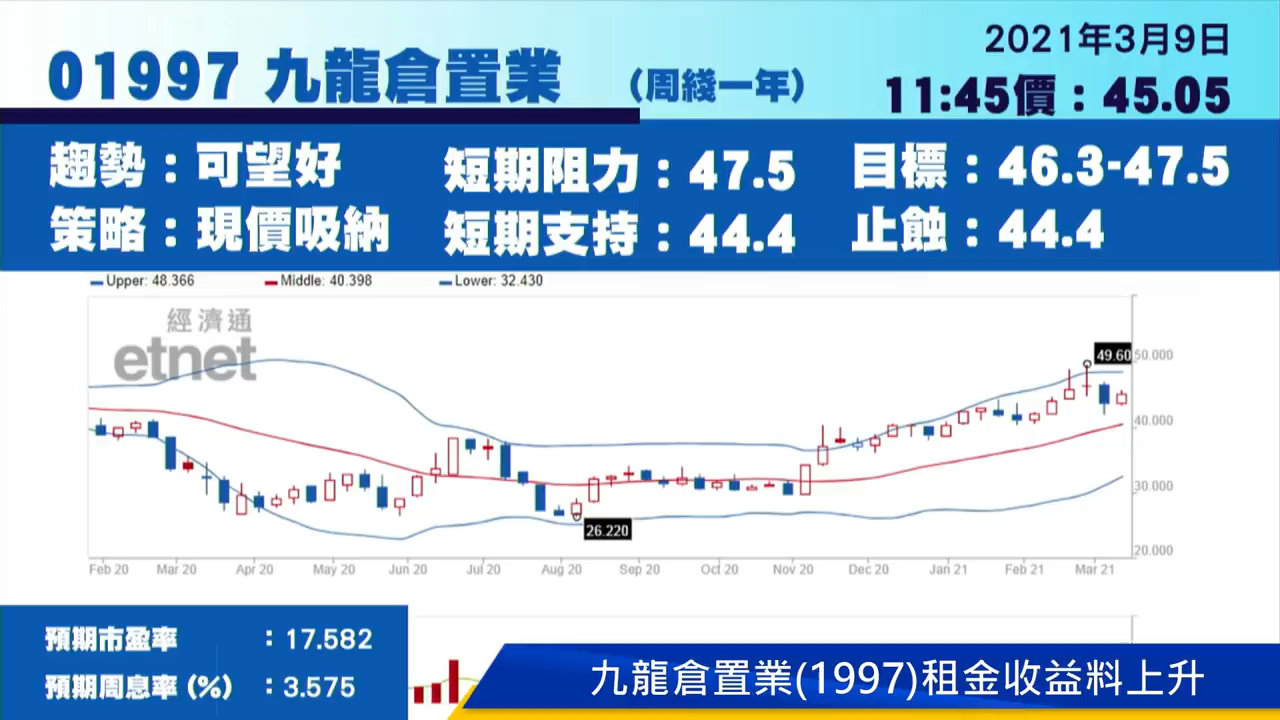 01997 九龍倉置業 (周綫一年)
2021年3月9日
11:45價：45.05
趨勢：可望好
短期阻力：47.5
目標：46.3-47.5
策略：現價吸納
短期支持：44.4
止蝕：44.4
Upper: 48.366 Middle: 40.398 Lower: 32.430
經濟通
etnet
49.60
50.000
40.000
30.000
26.220
20.000
Feb 20 Mar 20 Apr 20 May 20 Jun 20 Jul 20 Aug 20 Sep 20 Oct 20 Nov 20 Dec 20 Jan 21 Feb 21 Mar 21
預期市盈率 ：17.582
預期周息率 (%) ：3.575
九龍倉置業(1997)租金收益料上升